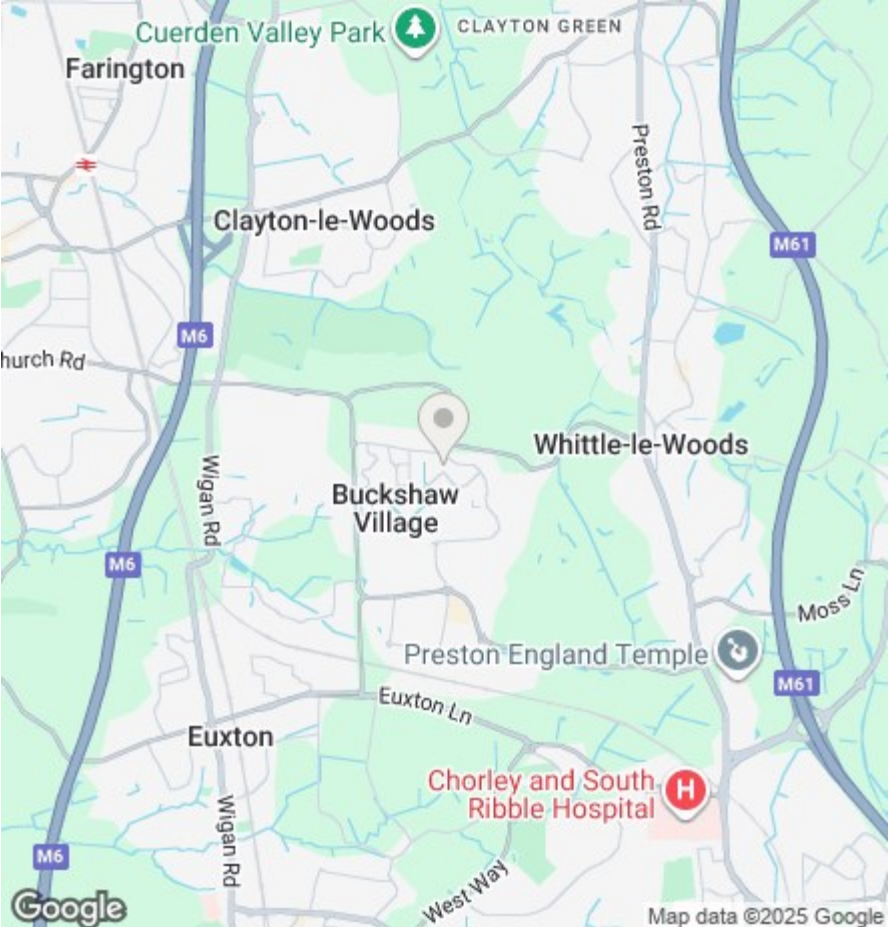 Cuerden Valley Park
CLAYTON GREEN
Farington
Preston Rd
Clayton-le-Woods
M61
M6
hurch Rd
Whittle-le-Woods
Wigan Rd
Buckshaw
Village
M6
Moss Ln
Preston England Temple
M61
Euxton Ln
Euxton
Chorley and South
Ribble Hospital
H
Wigan Rd
M6
West Way
Google
Map data ©2025 Google